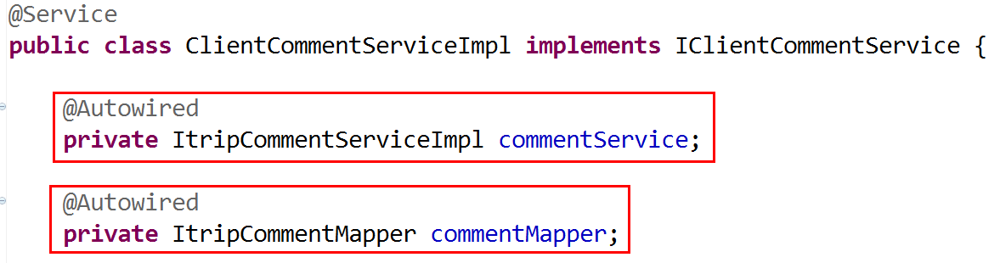 @Service
public class ClientCommentServiceImpl implements IClientCommentService {
@Autowired
private ItripCommentServiceImpl commentService;
@Autowired
private ItripCommentMapper commentMapper;